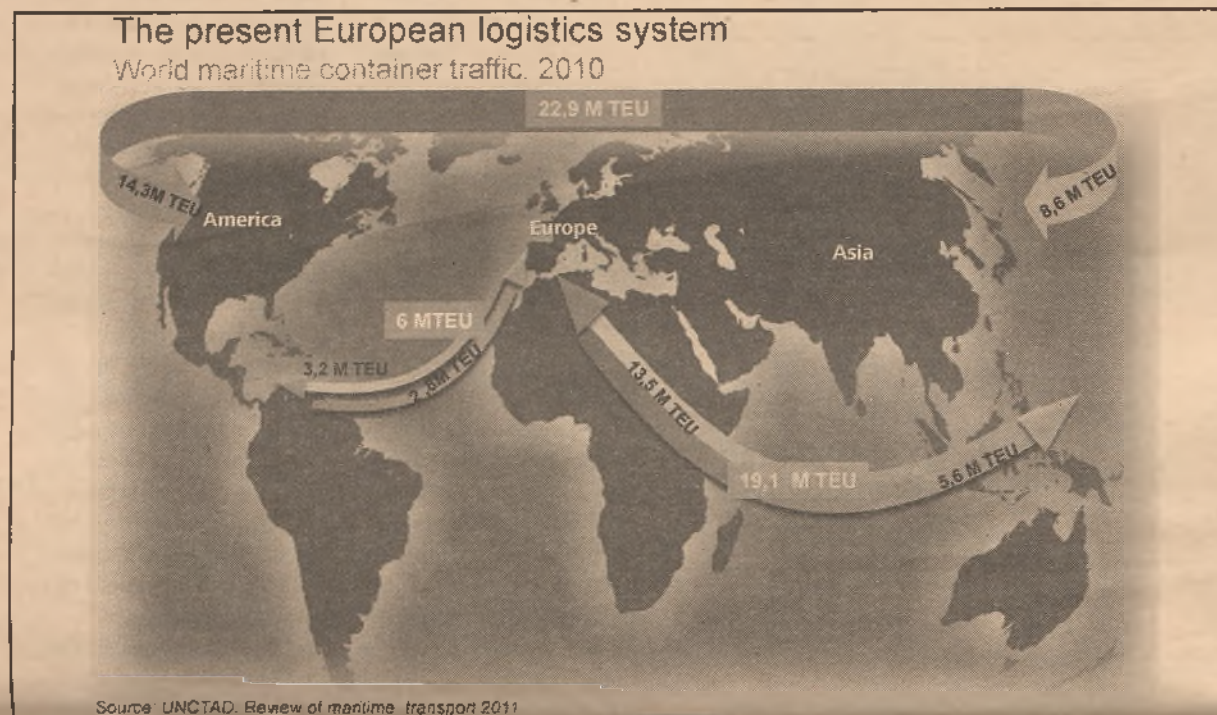 The present European logistics system
World maritime container traffic. 2010
22,9 M TEU
14,3M TEU
America
Europe
Asia
8,6 M TEU
6 MTEU
3,2 M TEU
2,8M TEU
13,5 M TEU
19,1 M TEU
5,6 M TEU
Source: UNCTAD. Review of maritime transport 2011